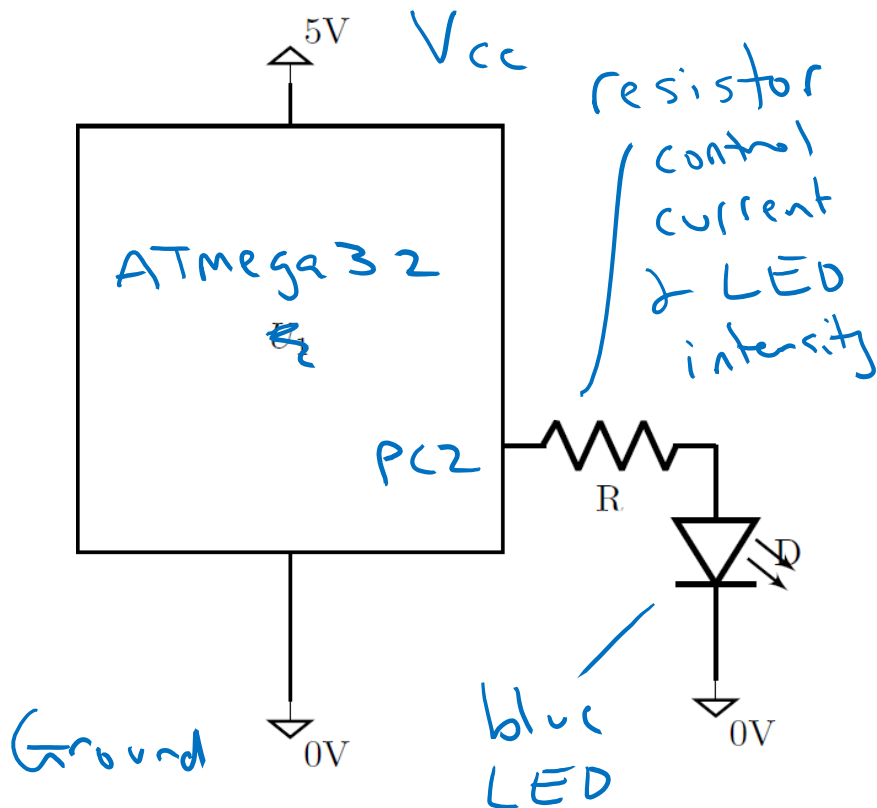 5V
Vcc
resistor
control
current
& LED
intensity
ATmega32
PC2
R
D
0V
0V
Ground
blue
LED